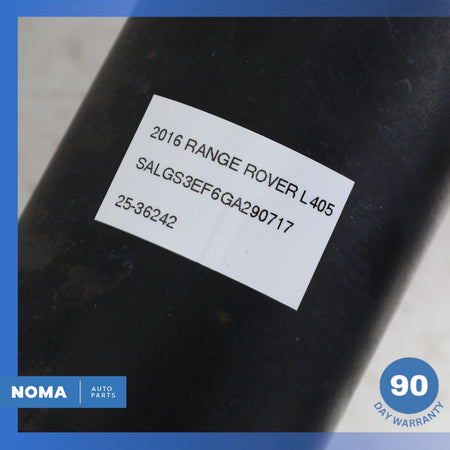 2016 RANGE ROVER L405
SALGS3EF6GA290717
25-36242
NOMA
AUTO
PARTS
90
DAY WARRANTY